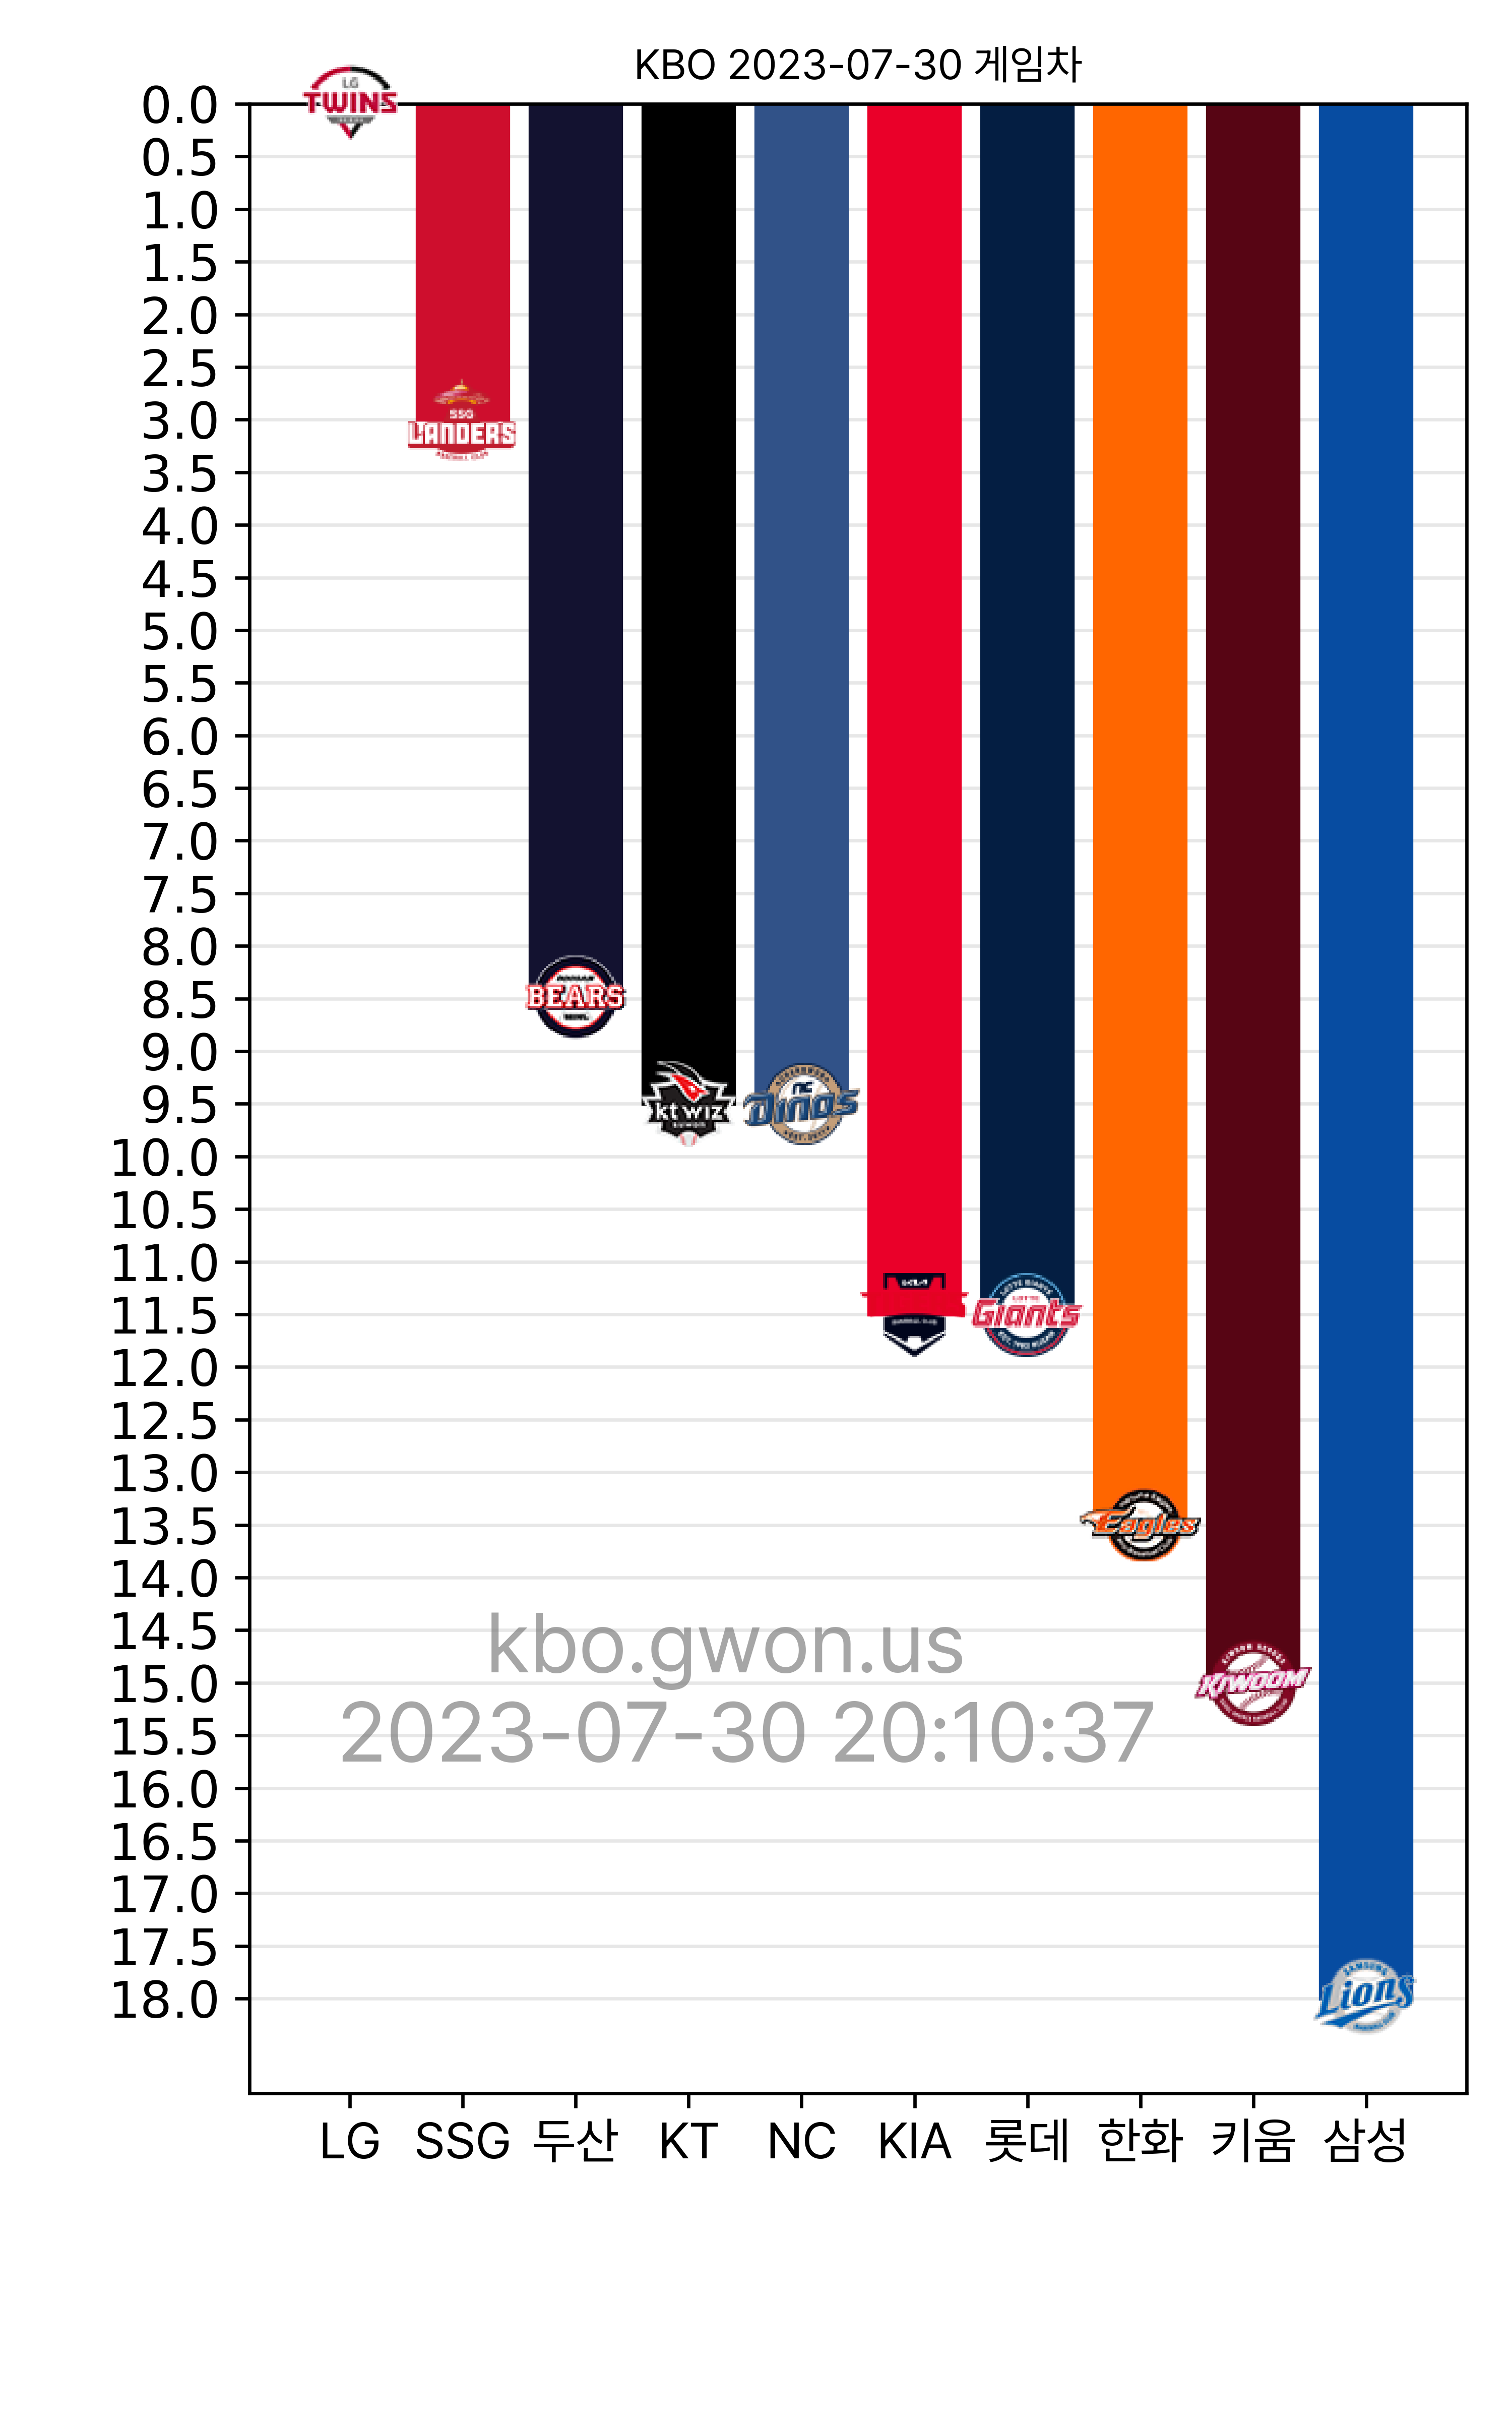 KBO 2023-07-30 게임차
0.0
0.5
1.0
1.5
2.0
2.5
3.0
3.5
4.0
4.5
5.0
5.5
6.0
6.5
7.0
7.5
8.0
8.5
9.0
9.5
10.0
10.5
11.0
11.5
12.0
12.5
13.0
13.5
14.0
14.5
15.0
15.5
16.0
16.5
17.0
17.5
18.0
LG
TWINS
SSG
LANDERS
BEARS
kt wiz
NC
Dinos
KIA
LOTTE
Giants
Eagles
KIWOOM
SAMSUNG
Lions
kbo.gwon.us
2023-07-30 20:10:37
LG SSG 두산 KT NC KIA 롯데 한화 키움 삼성